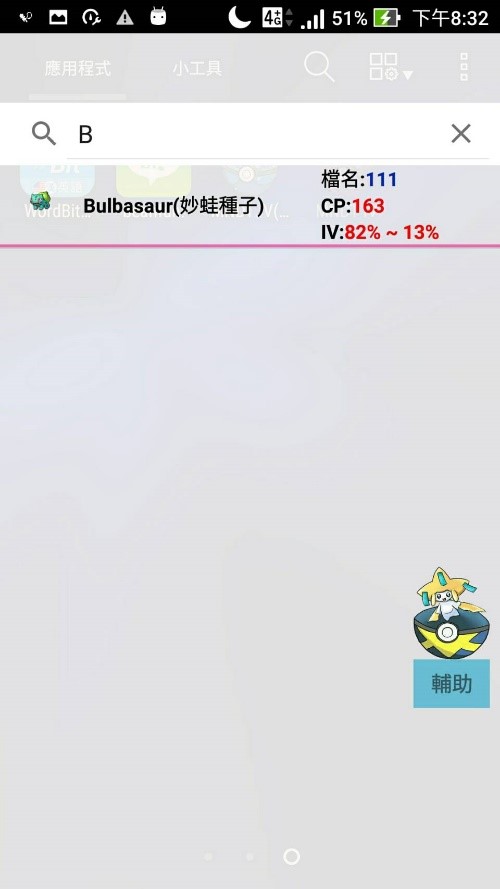 4G 51% 下午8:32
應用程式 小工具
B
檔名:111
Bulbasaur(妙蛙種子) CP:163
IV:82% ~ 13%
輔助